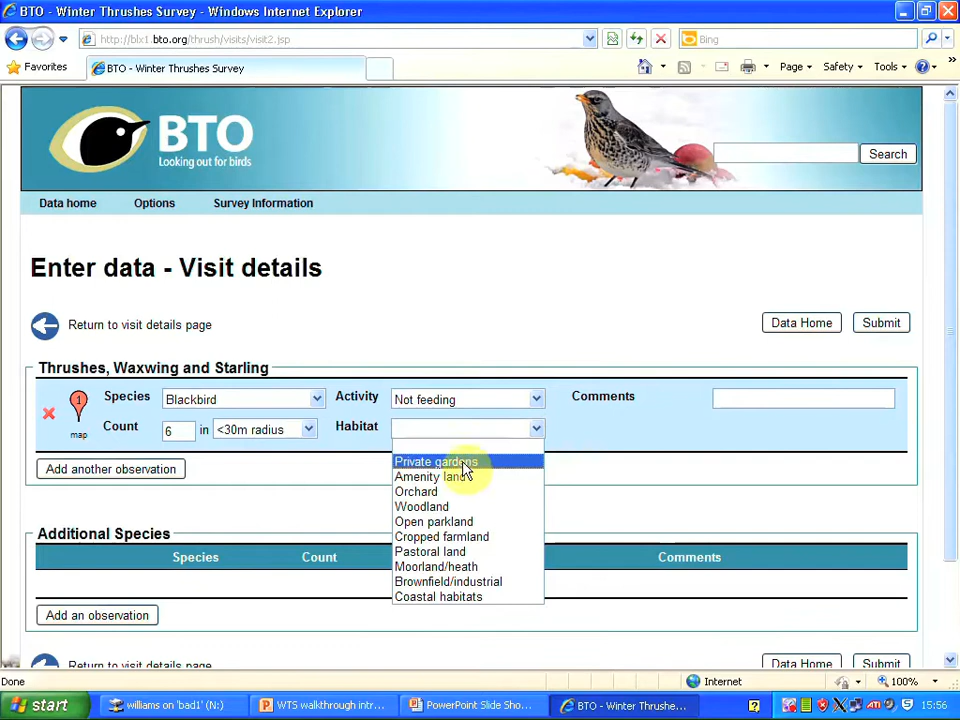 BTO - Winter Thrushes Survey - Windows Internet Explorer
http://blx1.bto.org/thrush/visits/visit2.jsp
Bing
Favorites
BTO - Winter Thrushes Survey
Page
Safety
Tools
BTO
Looking out for birds
Search
Data home
Options
Survey Information
Enter data - Visit details
Return to visit details page
Data Home
Submit
Thrushes, Waxwing and Starling
1
map
Species
Blackbird
Activity
Not feeding
Comments
Count
6
in
<30m radius
Habitat
Private gardens
Amenity land
Orchard
Woodland
Open parkland
Cropped farmland
Pastoral land
Moorland/heath
Brownfield/industrial
Coastal habitats
Add another observation
Additional Species
Species
Count
Comments
Add an observation
Return to visit details page
Data Home
Submit
Done
Internet
100%
start
williams on 'bad1' (N:)
WTS walkthrough intr...
PowerPoint Slide Sho...
BTO - Winter Thrushe...
15:56